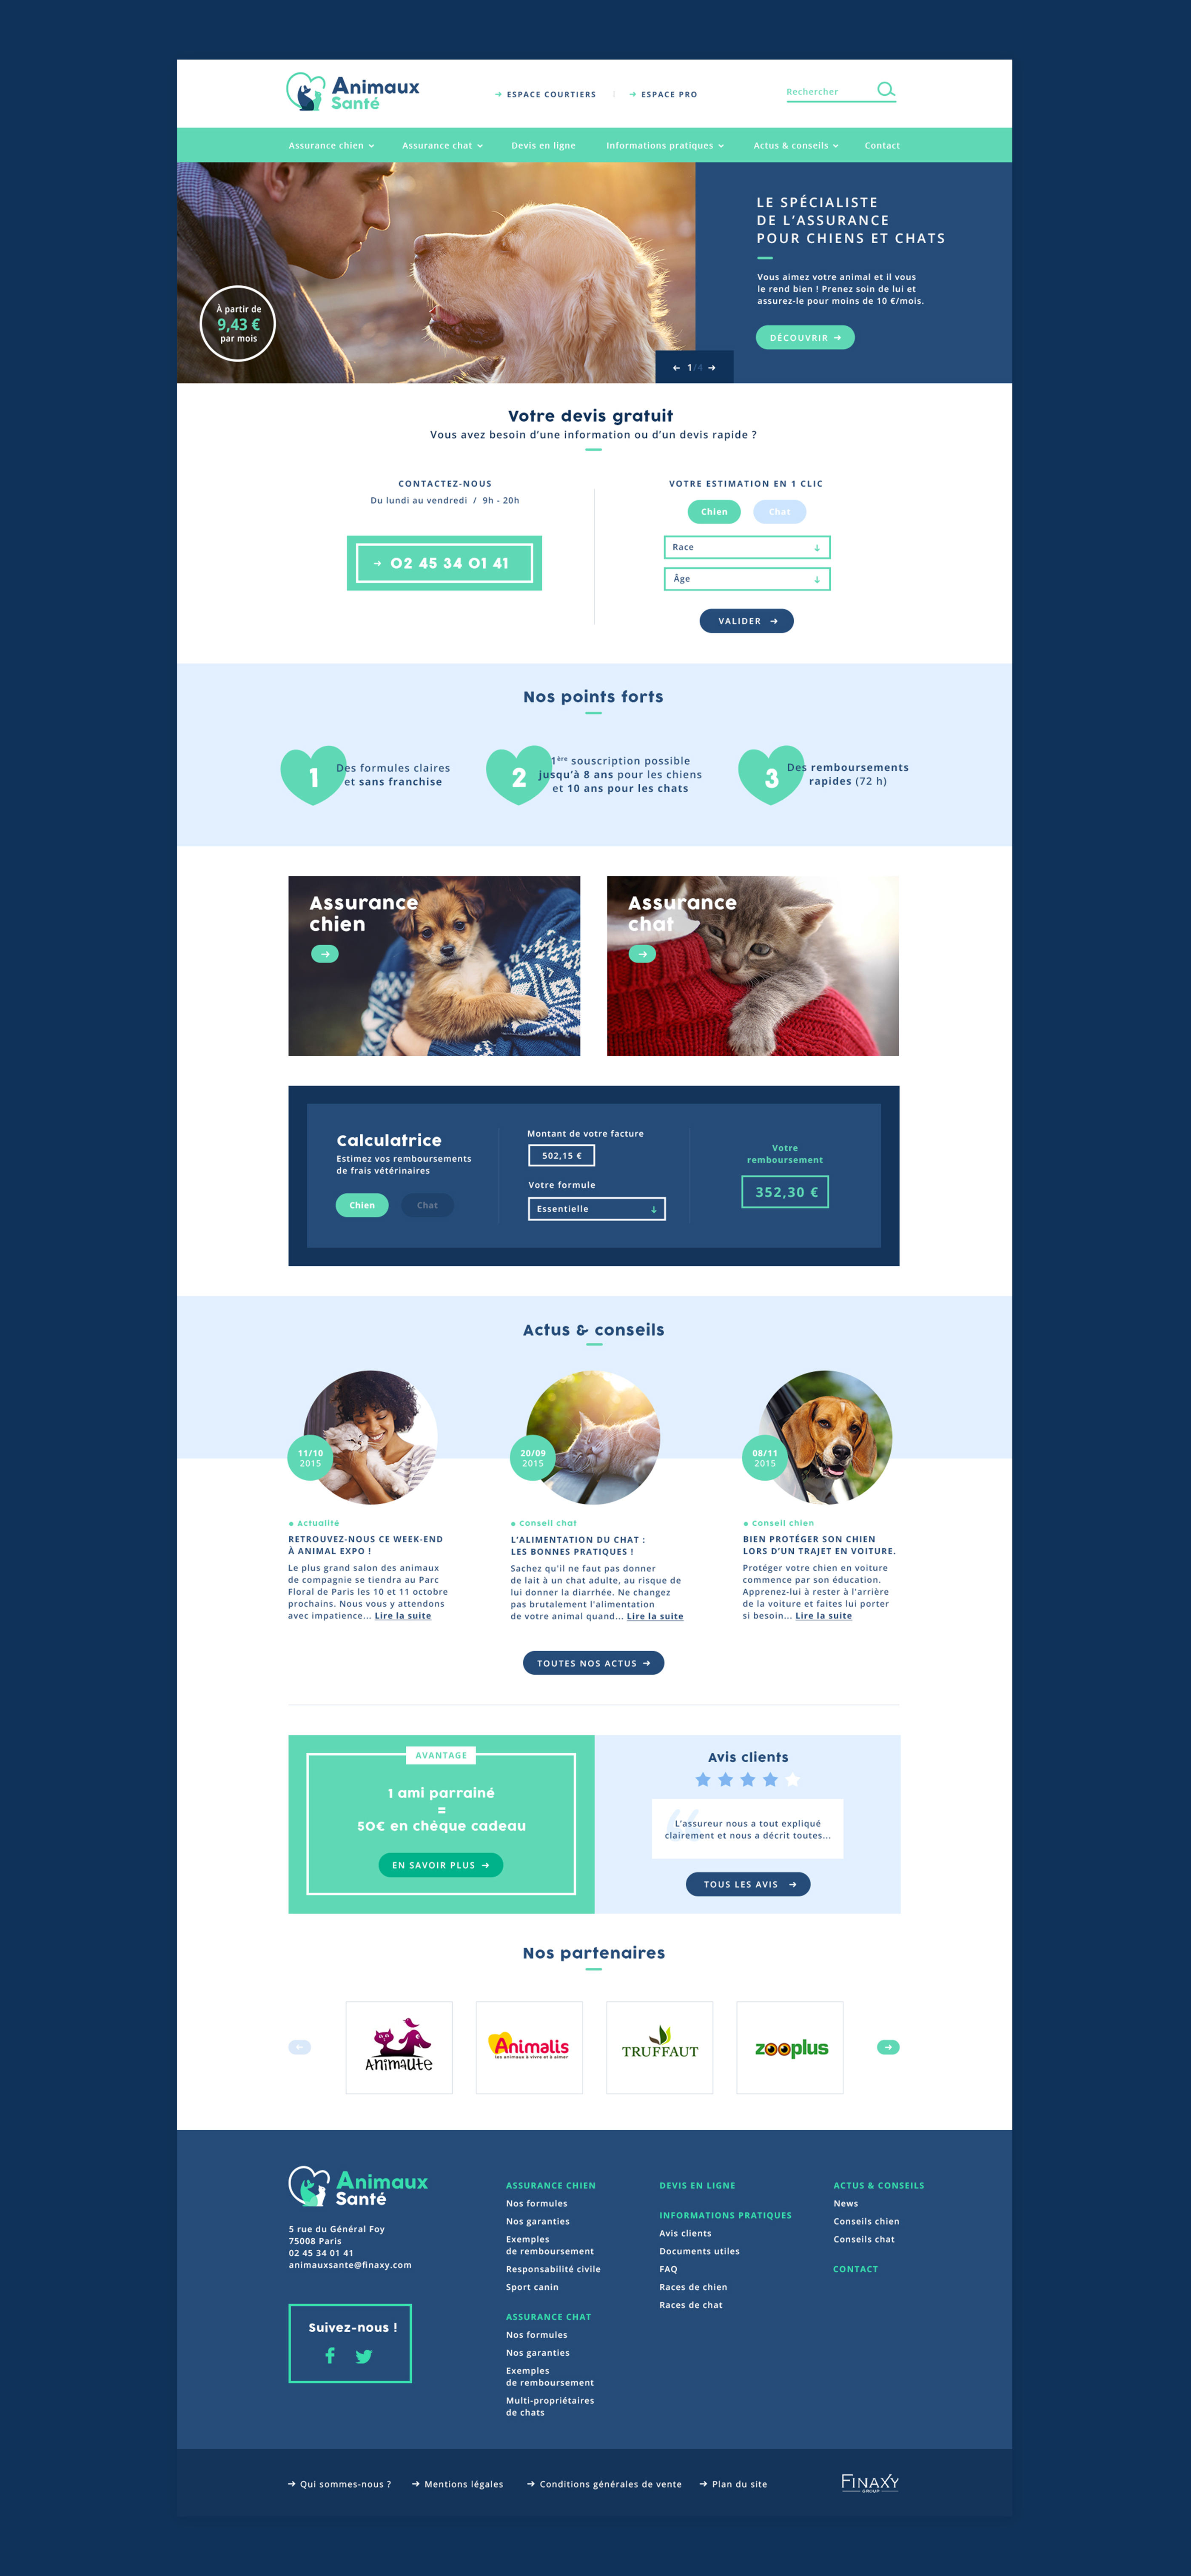 Animaux
Santé
ESPACE COURTIERS
ESPACE PRO
Rechercher
Assurance chien
Assurance chat
Devis en ligne
Informations pratiques
Actus & conseils
Contact
À partir de
9,43 €
par mois
LE SPÉCIALISTE
DE L'ASSURANCE
POUR CHIENS ET CHATS
Vous aimez votre animal et il vous
le rend bien ! Prenez soin de lui et
assurez-le pour moins de 10 €/mois.
DÉCOUVRIR
1/4
Votre devis gratuit
Vous avez besoin d'une information ou d'un devis rapide ?
CONTACTEZ-NOUS
Du lundi au vendredi / 9h - 20h
02 45 34 01 41
VOTRE ESTIMATION EN 1 CLIC
Chien
Chat
Race
Âge
VALIDER
Nos points forts
1
Des formules claires
et sans franchise
2
1ère souscription possible
jusqu'à 8 ans pour les chiens
et 10 ans pour les chats
3
Des remboursements
rapides (72 h)
Assurance
chien
Assurance
chat
Calculatrice
Estimez vos remboursements
de frais vétérinaires
Chien
Chat
Montant de votre facture
502,15 €
Votre formule
Essentielle
Votre
remboursement
352,30 €
Actus & conseils
11/10
2015
Actualité
RETROUVEZ-NOUS CE WEEK-END
À ANIMAL EXPO !
Le plus grand salon des animaux
de compagnie se tiendra au Parc
Floral de Paris les 10 et 11 octobre
prochains. Nous vous y attendons
avec impatience... Lire la suite
20/09
2015
Conseil chat
L'ALIMENTATION DU CHAT :
LES BONNES PRATIQUES !
Sachez qu'il ne faut pas donner
de lait à un chat adulte, au risque de
lui donner la diarrhée. Ne changez
pas brutalement l'alimentation
de votre animal quand... Lire la suite
08/11
2015
Conseil chien
BIEN PROTÉGER SON CHIEN
LORS D'UN TRAJET EN VOITURE.
Protéger votre chien en voiture
commence par son éducation.
Apprenez-lui à rester à l'arrière
de la voiture et faites lui porter
si besoin... Lire la suite
TOUTES NOS ACTUS
AVANTAGE
1 ami parrainé
=
50€ en chéque cadeau
EN SAVOIR PLUS
Avis clients
“
L'assureur nous a tout expliqué
clairement et nous a décrit toutes...
TOUS LES AVIS
Nos partenaires
Animaute
Animalis
les animaux à vivre et à aimer
TRUFFAUT
zooplus
Animaux
Santé
5 rue du Général Foy
75008 Paris
02 45 34 01 41
animauxsante@finaxy.com
Suivez-nous !
ASSURANCE CHIEN
Nos formules
Nos garanties
Exemples
de remboursement
Responsabilité civile
Sport canin
ASSURANCE CHAT
Nos formules
Nos garanties
Exemples
de remboursement
Multi-propriétaires
de chats
DEVIS EN LIGNE
INFORMATIONS PRATIQUES
Avis clients
Documents utiles
FAQ
Races de chien
Races de chat
ACTUS & CONSEILS
News
Conseils chien
Conseils chat
CONTACT
Qui sommes-nous ?
Mentions légales
Conditions générales de vente
Plan du site
FINAXY
GROUP